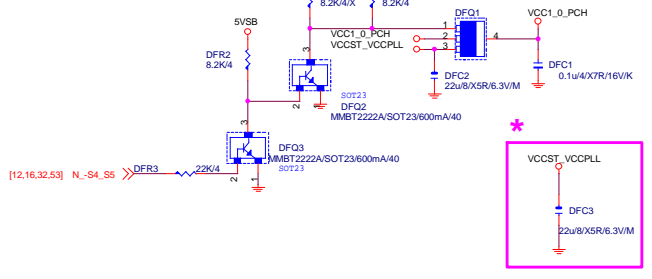 8.2K/4/X
8.2K/4
5VSB
DFQ1
VCC1_0_PCH
VCC1_0_PCH
VCCST_VCCPLL
1
2
3
4
DFR2
8.2K/4
3
DFC2
22u/8/X5R/6.3V/M
DFC1
0.1u/4/X7R/16V/K
SOT23
2
1
DFQ2
MMBT2222A/SOT23/600mA/40
3
*
DFQ3
MMBT2222A/SOT23/600mA/40
SOT23
VCCST_VCCPLL
[12,16,32,53] N_-S4_S5
DFR3
22K/4
2
1
DFC3
22u/8/X5R/6.3V/M